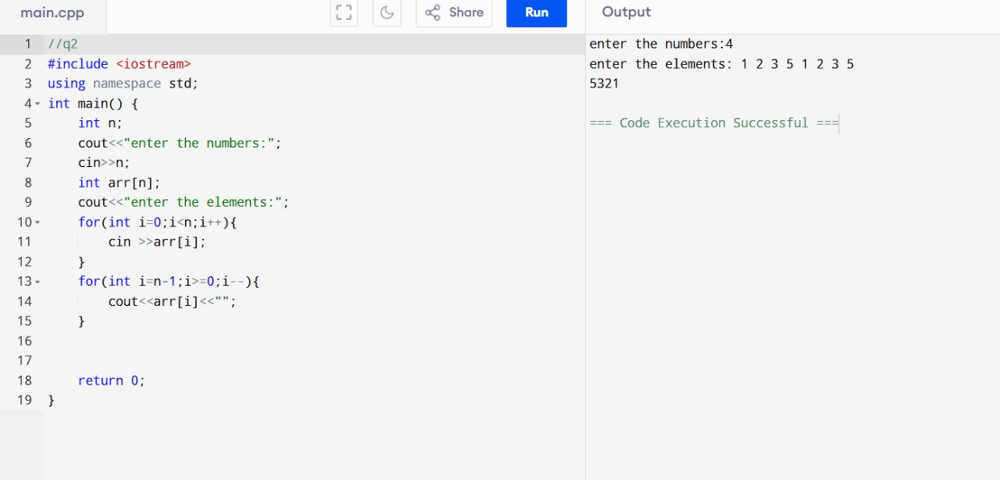 main.cpp Share Run Output
1 //q2
2 #include <iostream>
3 using namespace std;
4 int main() {
5     int n;
6     cout<<"enter the numbers:";
7     cin>>n;
8     int arr[n];
9     cout<<"enter the elements:";
10     for(int i=0;i<n;i++){
11         cin >>arr[i];
12     }
13     for(int i=n-1;i>=0;i--){
14         cout<<arr[i]<<"";
15     }
16
17
18     return 0;
19 }
enter the numbers:4
enter the elements: 1 2 3 5 1 2 3 5
5321
=== Code Execution Successful ===